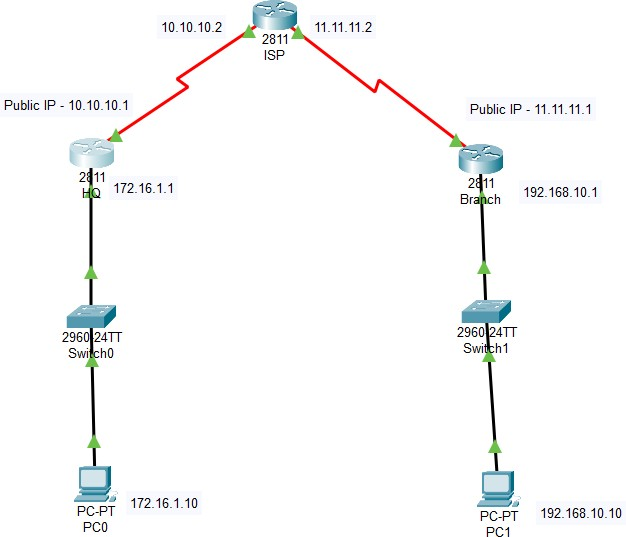 10.10.10.2
11.11.11.2
2811
ISP
Public IP - 10.10.10.1
Public IP - 11.11.11.1
2811
HQ
172.16.1.1
2811
Branch
192.168.10.1
2960-24TT
Switch0
2960-24TT
Switch1
PC-PT
PC0
172.16.1.10
PC-PT
PC1
192.168.10.10